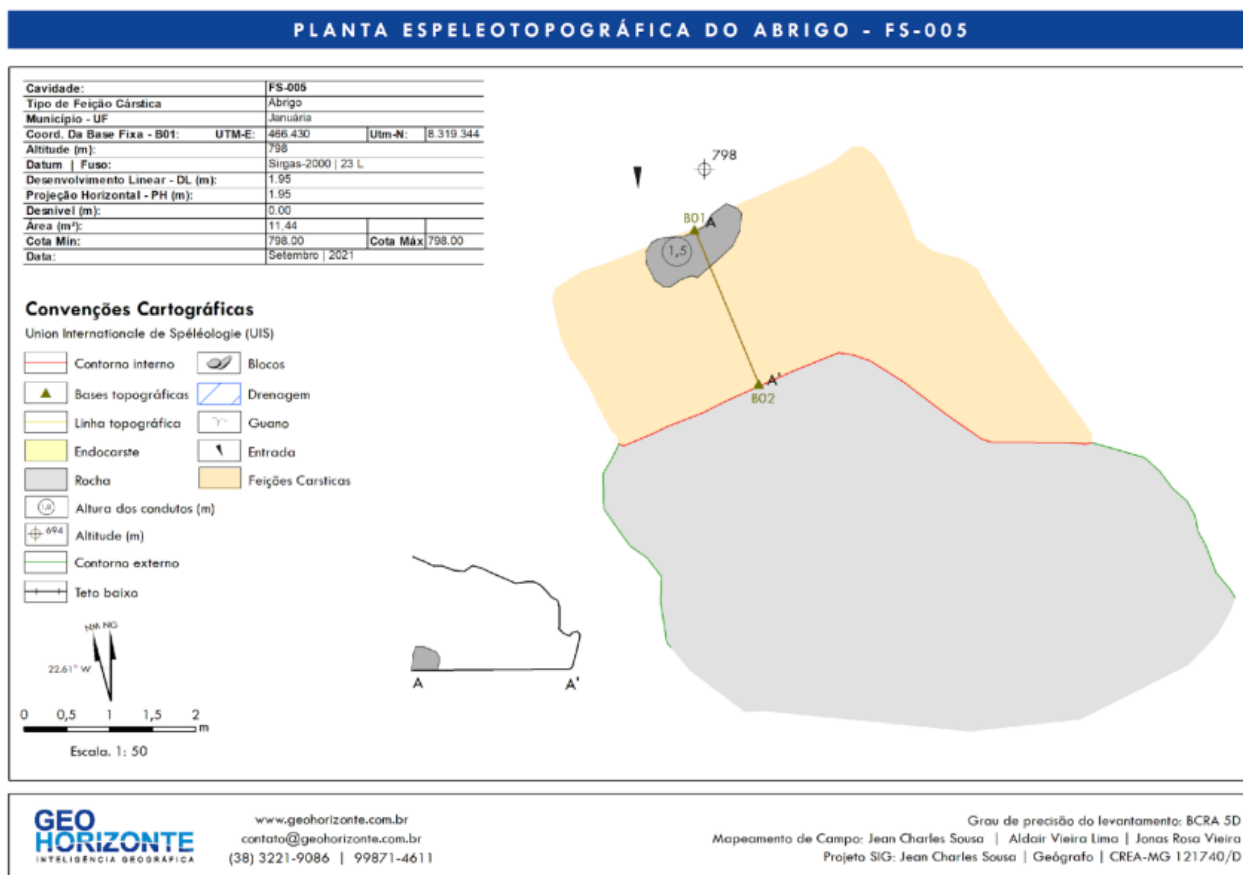 PLANTA ESPELEOTOPOGRÁFICA DO ABRIGO - FS-005
Cavidade: FS-005
Tipo de Feição Cárstica Abrigo
Município - UF Januária
Coord. Da Base Fixa - B01: UTM-E: 466.430 Utm-N: 8.319.344
Altitude (m): 798
Datum | Fuso: Sirgas-2000 | 23 L
Desenvolvimento Linear - DL (m): 1.95
Projeção Horizontal - PH (m): 1.95
Desnível (m): 0.00
Área (m²): 11,44
Cota Min: 798.00 Cota Máx 798.00
Data: Setembro | 2021
798
B01 A
1,5
A'
B02
Convenções Cartográficas
Union Internationale de Spéléologie (UIS)
Contorno interno Blocos
Bases topográficas Drenagem
Linha topográfica Guano
Endocarste Entrada
Rocha Feições Carsticas
Altura dos condutos (m)
694 Altitude (m)
Contorno externo
Teto baixo
A A'
NM NG
22.61° W
0 0,5 1 1,5 2
m
Escala. 1: 50
GEO
HORIZONTE
INTELIGÊNCIA GEOGRÁFICA
www.geohorizonte.com.br
contato@geohorizonte.com.br
(38) 3221-9086 | 99871-4611
Grau de precisão do levantamento: BCRA 5D
Mapeamento de Campo: Jean Charles Sousa | Aldair Vieira Lima | Jonas Rosa Vieira
Projeto SIG: Jean Charles Sousa | Geógrafo | CREA-MG 121740/D